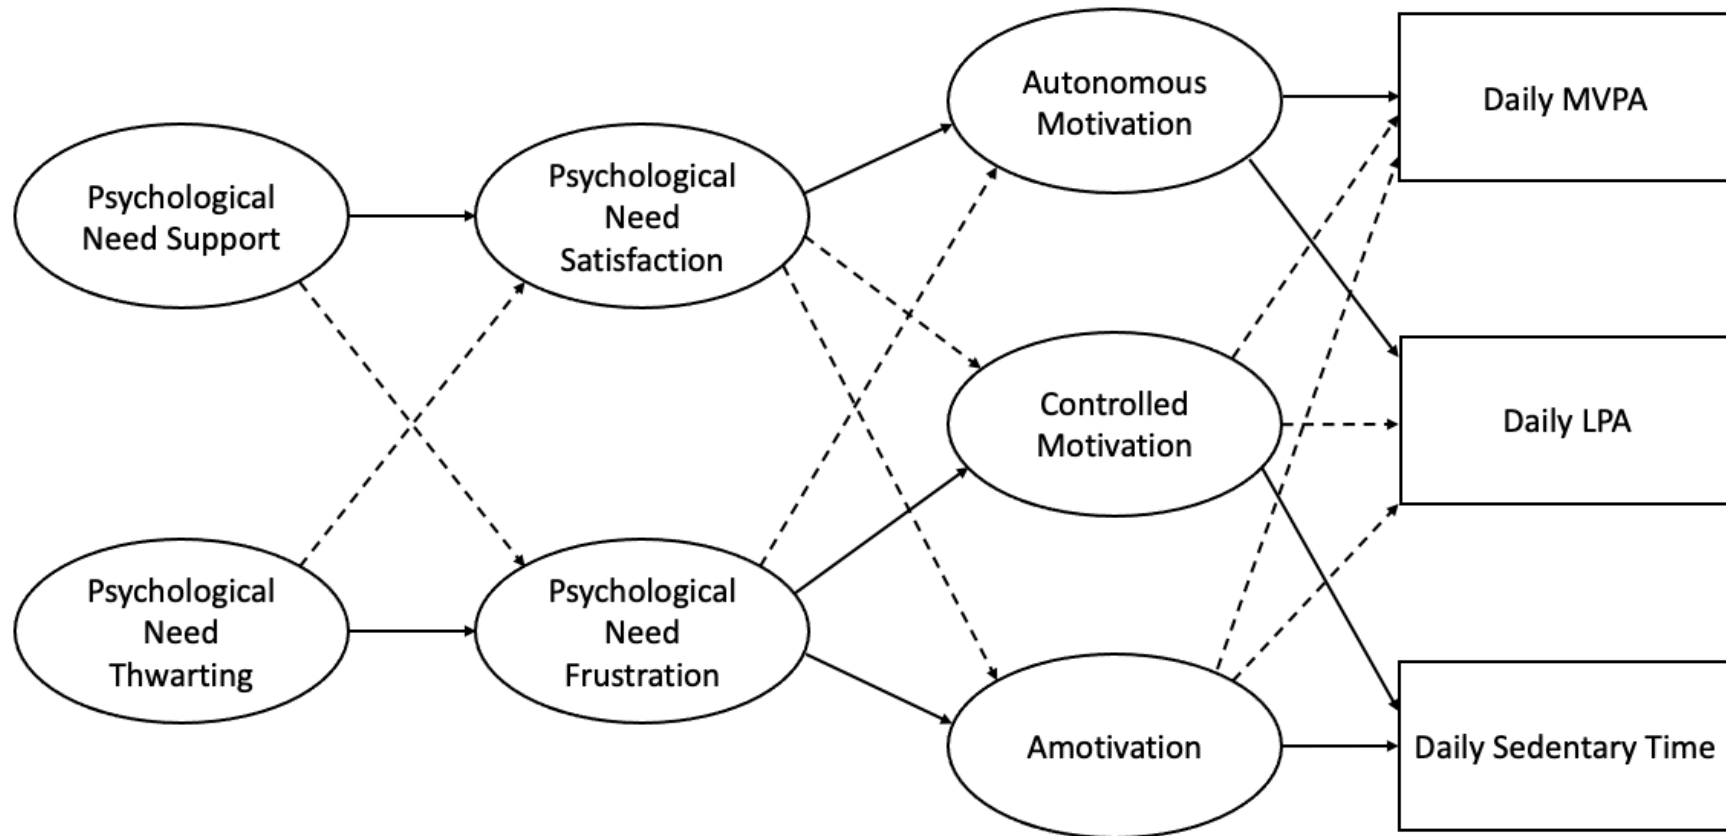 Psychological
Need Support
Psychological
Need
Thwarting
Psychological
Need
Satisfaction
Psychological
Need
Frustration
Autonomous
Motivation
Controlled
Motivation
Amotivation
Daily MVPA
Daily LPA
Daily Sedentary Time